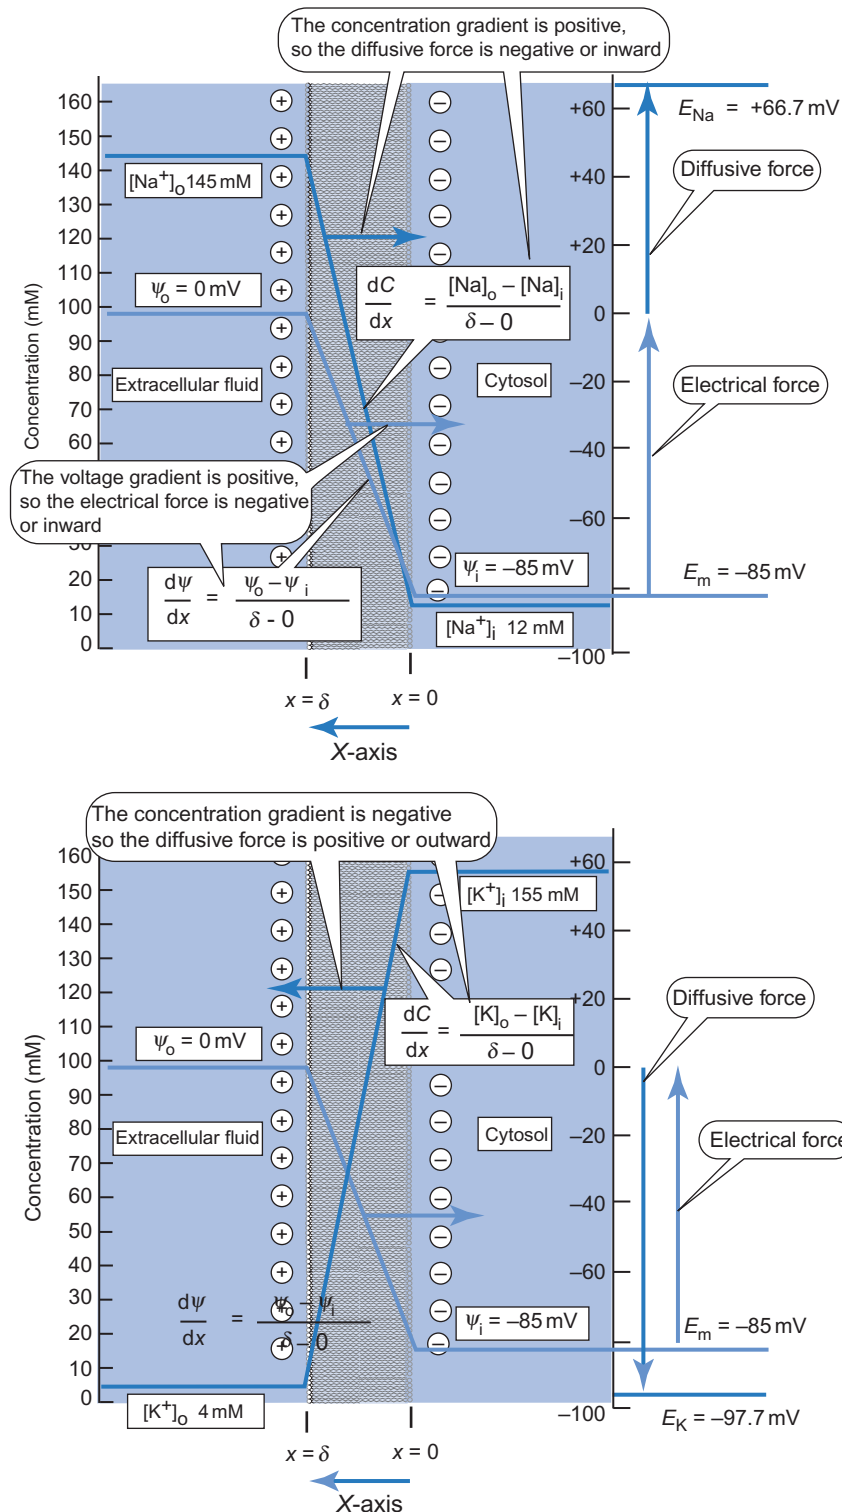 The concentration gradient is positive,
so the diffusive force is negative or inward
160
150
140
130
120
110
100
90
80
70
60
30
20
10
0
Concentration (mM)
[Na⁺]ₒ 145 mM
ψₒ = 0 mV
Extracellular fluid
dC/dx = [Na]ₒ – [Na]ᵢ / δ – 0
Cytosol
The voltage gradient is positive,
so the electrical force is negative
or inward
dψ/dx = ψₒ – ψᵢ / δ - 0
ψᵢ = –85 mV
[Na⁺]ᵢ 12 mM
+60
+40
+20
0
–20
–40
–60
–100
E_Na = +66.7 mV
Diffusive force
Electrical force
E_m = –85 mV
x = δ
x = 0
X-axis
The concentration gradient is negative
so the diffusive force is positive or outward
160
150
140
130
120
110
100
90
80
70
60
50
40
30
20
10
0
Concentration (mM)
[K⁺]ᵢ 155 mM
ψₒ = 0 mV
dC/dx = [K]ₒ – [K]ᵢ / δ – 0
Extracellular fluid
Cytosol
dψ/dx = ψₒ – ψᵢ / δ – 0
ψᵢ = –85 mV
[K⁺]ₒ 4 mM
+60
+40
+20
0
–20
–40
–60
–100
Diffusive force
Electrical force
E_m = –85 mV
E_K = –97.7 mV
x = δ
x = 0
X-axis